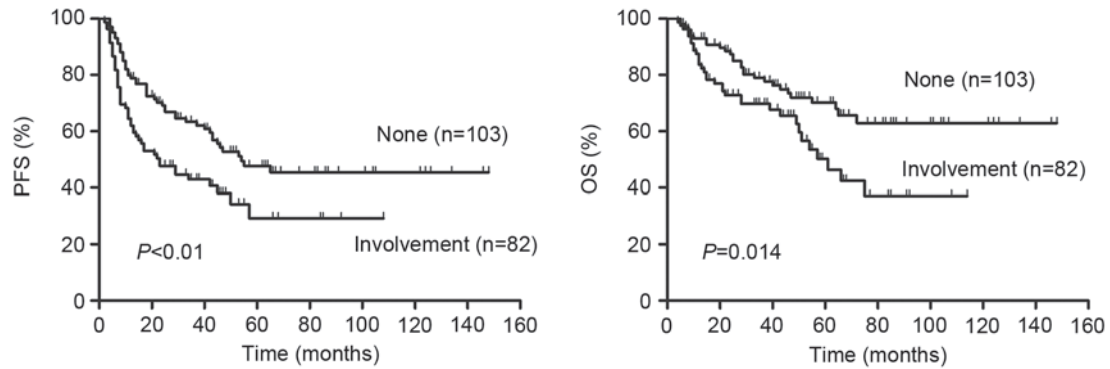 PFS (%)
100
80
60
40
20
0
None (n=103)
Involvement (n=82)
P<0.01
0 20 40 60 80 100 120 140 160
Time (months)
OS (%)
100
80
60
40
20
0
None (n=103)
Involvement (n=82)
P=0.014
0 20 40 60 80 100 120 140 160
Time (months)